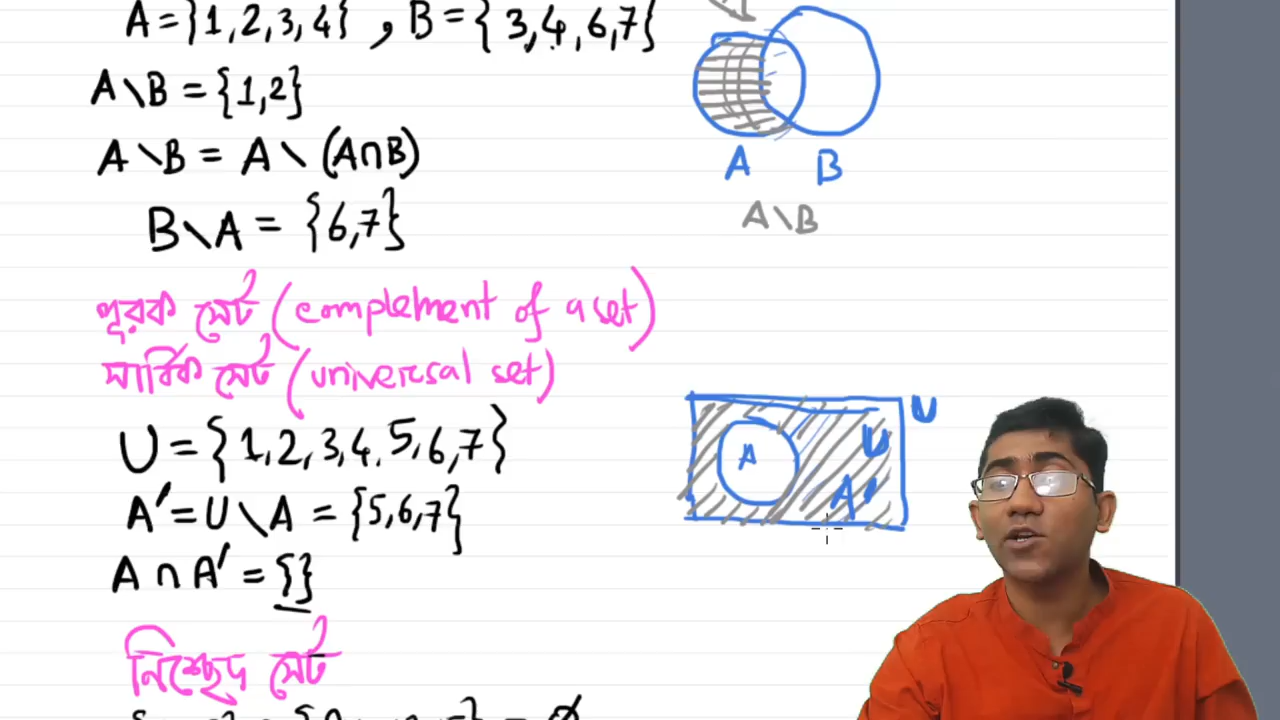 A = {1,2,3,4} , B = {3,4,6,7}
A\B = {1,2}
A\B = A\(A∩B)
B\A = {6,7}
A B
A\B
পূরক সেট (complement of a set)
সার্বিক সেট (universal set)
U = {1,2,3,4,5,6,7}
A′ = U\A = {5,6,7}
A ∩ A′ = {}
U
U
A
A′
নিশ্ছেদ সেট